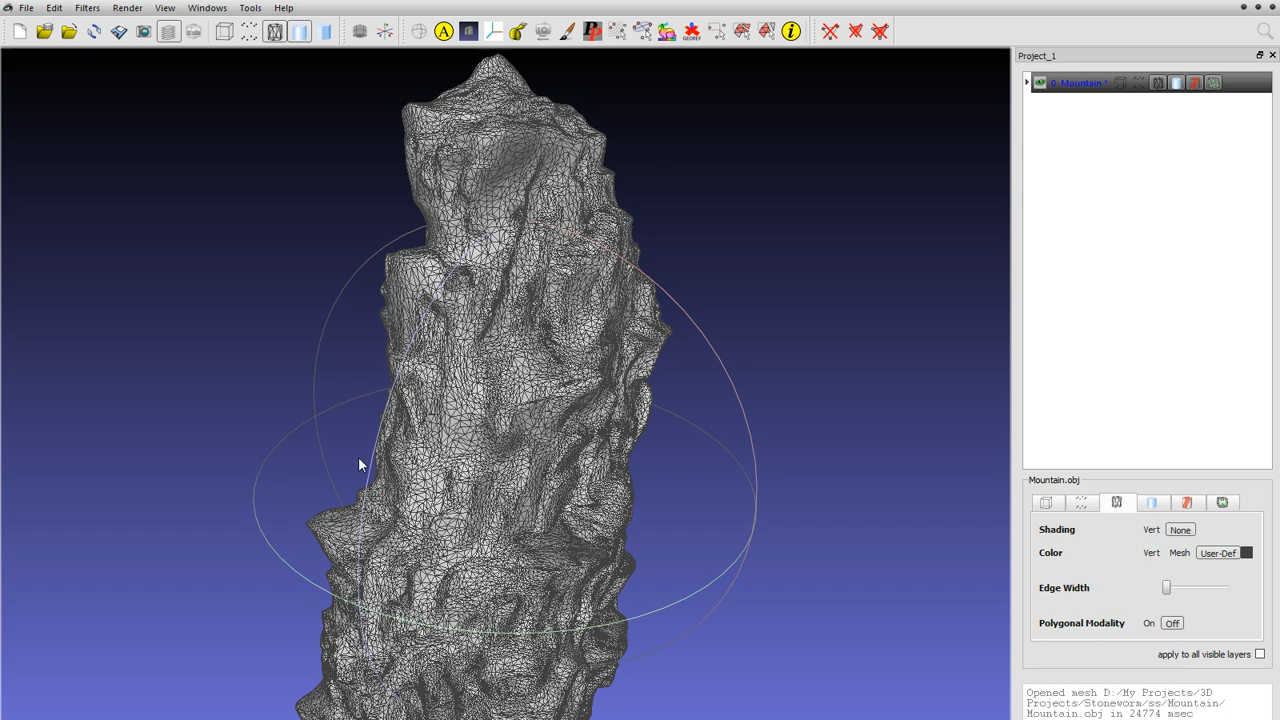 File Edit Filters Render View Windows Tools Help
A
GEOREF
Project_1
0 Mountain *
Mountain.obj
Shading Vert None
Color Vert Mesh User-Def
Edge Width
Polygonal Modality On Off
apply to all visible layers
Opened mesh D:/My Projects/3D
Projects/Stoneworm/ss/Mountain/
Mountain.obj in 24774 msec